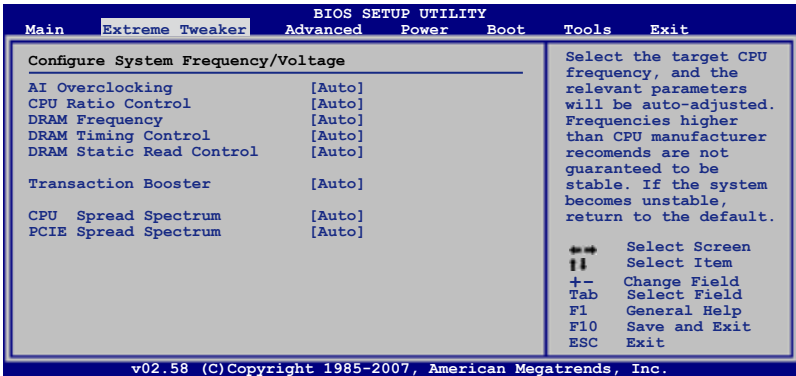 BIOS SETUP UTILITY
Main Extreme Tweaker Advanced Power Boot Tools Exit
Configure System Frequency/Voltage
AI Overclocking [Auto]
CPU Ratio Control [Auto]
DRAM Frequency [Auto]
DRAM Timing Control [Auto]
DRAM Static Read Control [Auto]
Transaction Booster [Auto]
CPU Spread Spectrum [Auto]
PCIE Spread Spectrum [Auto]
Select the target CPU
frequency, and the
relevant parameters
will be auto-adjusted.
Frequencies higher
than CPU manufacturer
recomends are not
guaranteed to be
stable. If the system
becomes unstable,
return to the default.
←→ Select Screen
↑↓ Select Item
+- Change Field
Tab Select Field
F1 General Help
F10 Save and Exit
ESC Exit
v02.58 (C)Copyright 1985-2007, American Megatrends, Inc.